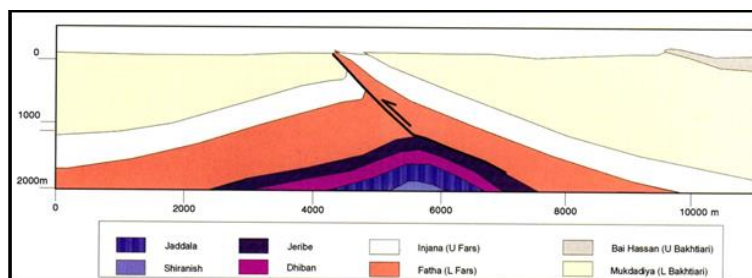 0
1000
2000m
0 2000 4000 6000 8000 10000 m
Jaddala Jeribe Injana (U Fars) Bai Hassan (U Bakhtiari)
Shiranish Dhiban Fatha (L Fars) Mukdadiya (L Bakhtiari)